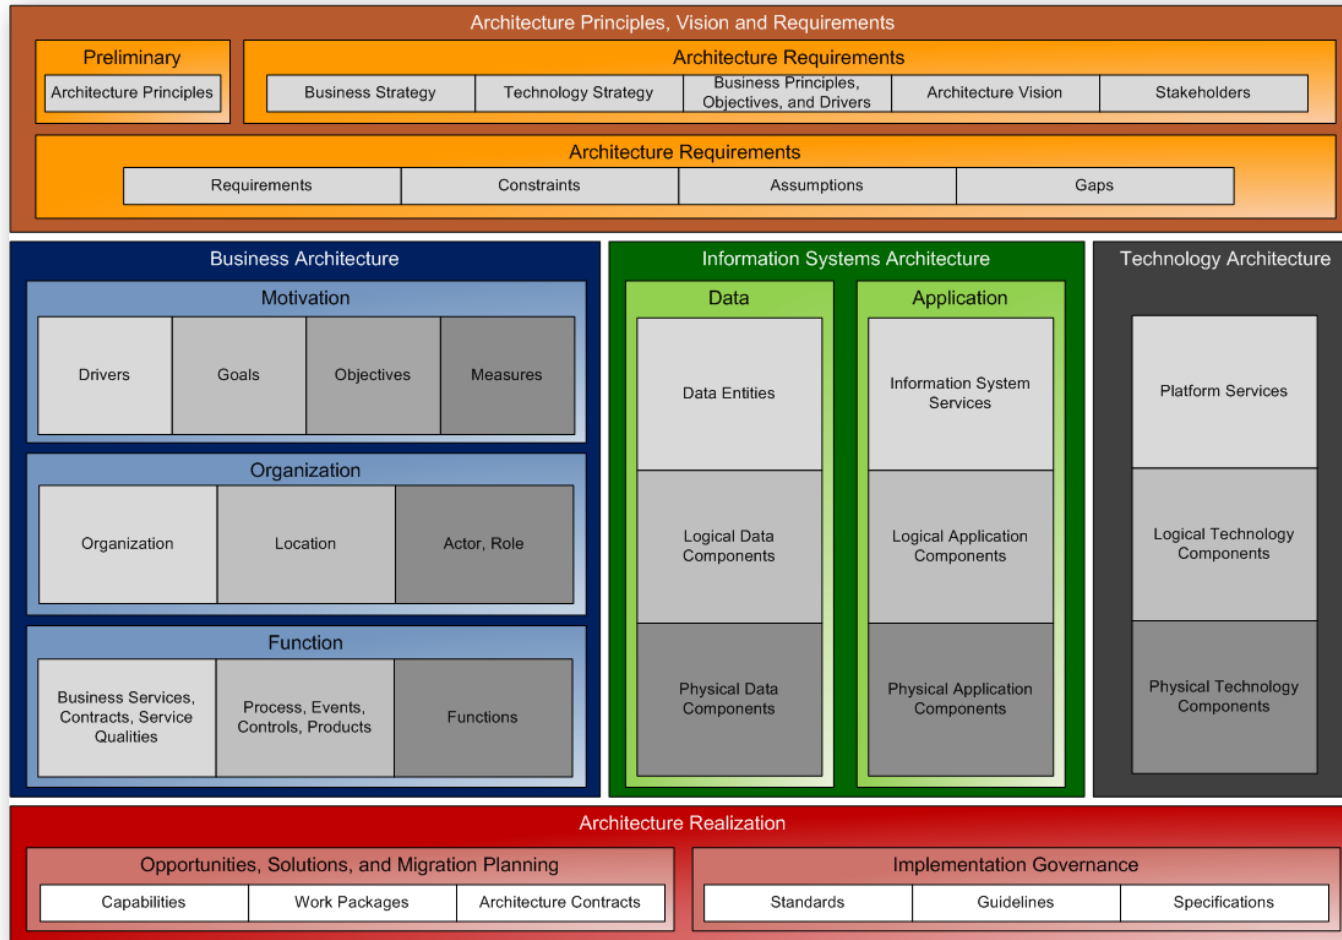 Architecture Principles, Vision and Requirements
Preliminary
Architecture Principles
Architecture Requirements
Business Strategy
Technology Strategy
Business Principles,
Objectives, and Drivers
Architecture Vision
Stakeholders
Architecture Requirements
Requirements
Constraints
Assumptions
Gaps
Business Architecture
Motivation
Drivers
Goals
Objectives
Measures
Organization
Organization
Location
Actor, Role
Function
Business Services,
Contracts, Service
Qualities
Process, Events,
Controls, Products
Functions
Information Systems Architecture
Data
Data Entities
Logical Data
Components
Physical Data
Components
Application
Information System
Services
Logical Application
Components
Physical Application
Components
Technology Architecture
Platform Services
Logical Technology
Components
Physical Technology
Components
Architecture Realization
Opportunities, Solutions, and Migration Planning
Capabilities
Work Packages
Architecture Contracts
Implementation Governance
Standards
Guidelines
Specifications